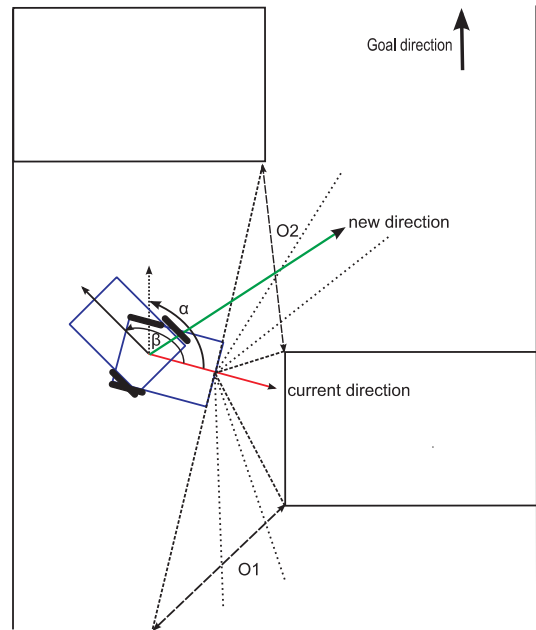 Goal direction
new direction
O2
α
β
current direction
O1